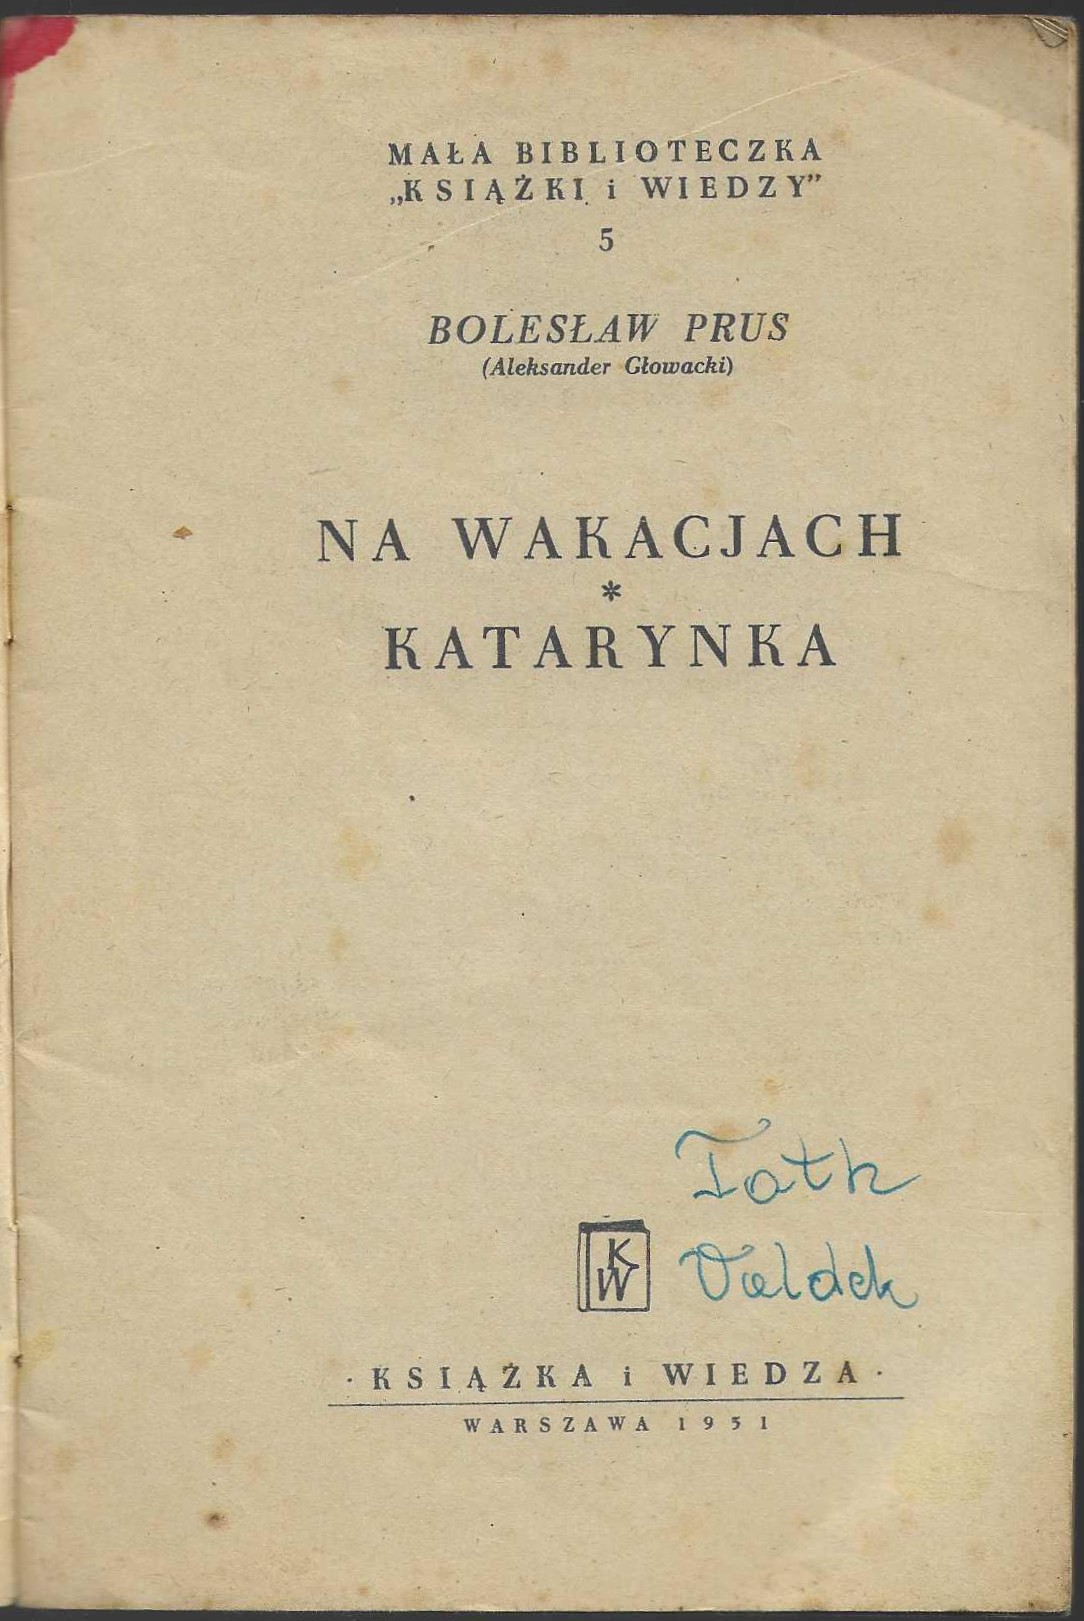 MAŁA BIBLIOTECZKA
„KSIĄŻKI i WIEDZY”
5
BOLESŁAW PRUS
(Aleksander Głowacki)
NA WAKACJACH
*
KATARYNKA
KW
· KSIĄŻKA i WIEDZA ·
WARSZAWA 1951